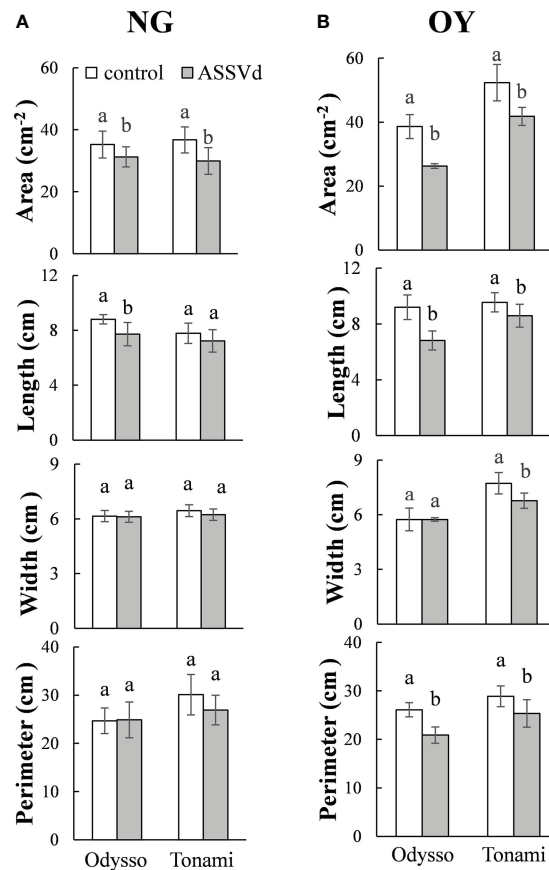 A NG
control ASSVd
Area (cm-2)
60
40
20
0
a b a b
Length (cm)
12
8
4
0
a b a a
Width (cm)
9
6
3
0
a a a a
Perimeter (cm)
40
30
20
10
0
a a a a
Odysso Tonami
B OY
Area (cm-2)
60
40
20
0
a b a b
Length (cm)
12
8
4
0
a b a b
Width (cm)
9
6
3
0
a a a b
Perimeter (cm)
40
30
20
10
0
a b a b
Odysso Tonami